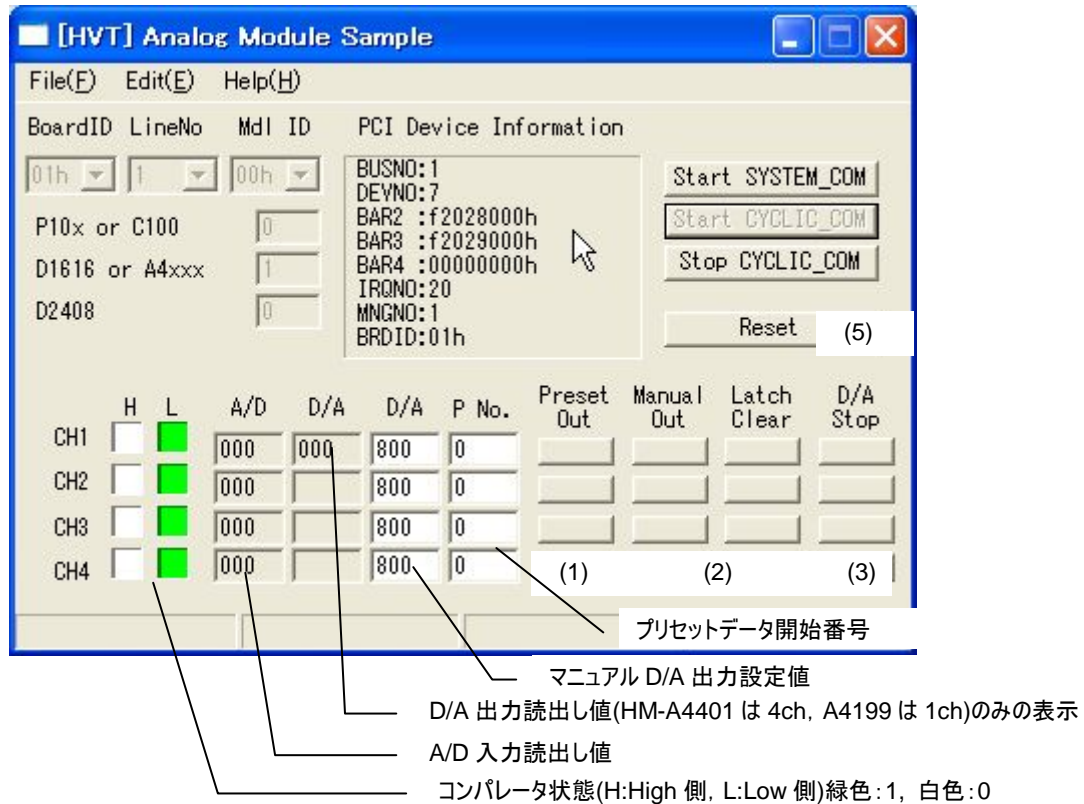 [HVT] Analog Module Sample
File(F) Edit(E) Help(H)
BoardID LineNo Mdl ID PCI Device Information
01h 1 00h
BUSNO:1
DEVNO:7
BAR2 :f2028000h
BAR3 :f2029000h
BAR4 :00000000h
IRQNO:20
MNGNO:1
BRDID:01h
Start SYSTEM_COM
Start CYCLIC_COM
Stop CYCLIC_COM
Reset (5)
P10x or C100 0
D1616 or A4xxx 1
D2408 0
H L A/D D/A D/A P No. Preset Out Manual Out Latch Clear D/A Stop
CH1 000 000 800 0
CH2 000 800 0
CH3 000 800 0
CH4 000 800 0 (1) (2) (3)
プリセットデータ開始番号
マニュアル D/A 出力設定値
D/A 出力読出し値(HM-A4401 は 4ch, A4199 は 1ch)のみの表示
A/D 入力読出し値
コンパレータ状態(H:High 側, L:Low 側)緑色:1, 白色:0